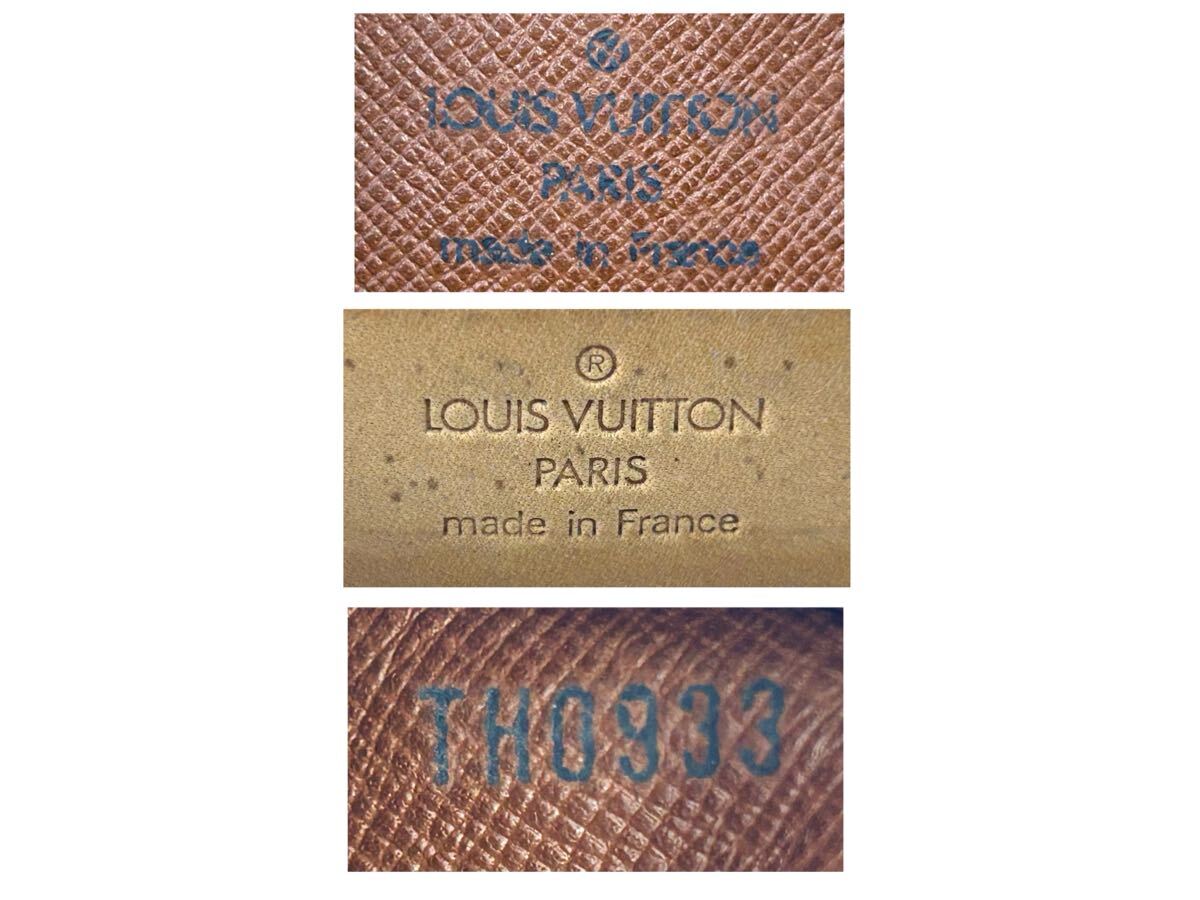 LOUIS VUITTON
PARIS
made in France
®
LOUIS VUITTON
PARIS
made in France
TH0933